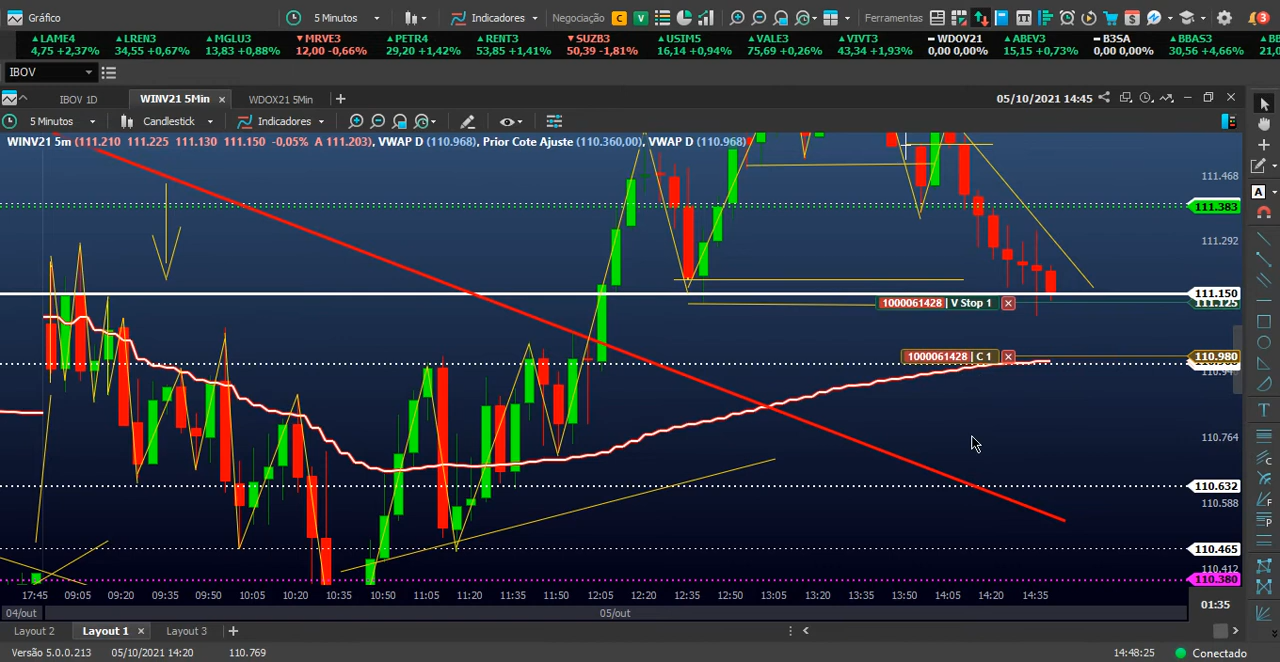 Gráfico
5 Minutos
Indicadores
Negociação
C
V
Ferramentas
TT
$
3
▲LAME4
4,75 +2,37%
▲LREN3
34,55 +0,67%
▲MGLU3
13,83 +0,88%
▼MRVE3
12,00 -0,66%
▲PETR4
29,20 +1,42%
▲RENT3
53,85 +1,41%
▼SUZB3
50,39 -1,81%
▲USIM5
16,14 +0,94%
▲VALE3
75,69 +0,26%
▲VIVT3
43,34 +1,93%
━WDOV21
0,00 0,00%
▲ABEV3
15,15 +0,73%
━B3SA
0,00 0,00%
▲BBAS3
30,56 +4,66%
IBOV
IBOV 1D
WINV21 5Min x
WDOX21 5Min
+
05/10/2021 14:45
5 Minutos
Candlestick
Indicadores
WINV21 5m (111.210 111.225 111.130 111.150 -0,05% A 111.203), VWAP D (110.968), Prior Cote Ajuste (110.360,00), VWAP D (110.968)
A
111.468
111.383
111.292
111.150
1000061428 | V Stop 1 x
111.125
1000061428 | C 1 x
110.980
110.764
110.632
110.588
110.465
110.412
110.380
T
C
F
P
17:45 09:05 09:20 09:35 09:50 10:05 10:20 10:35 10:50 11:05 11:20 11:35 11:50 12:05 12:20 12:35 12:50 13:05 13:20 13:35 13:50 14:05 14:20 14:35
01:35
04/out
05/out
Layout 2
Layout 1 x
Layout 3
+
Versão 5.0.0.213
05/10/2021 14:20
110.769
14:48:25
Conectado